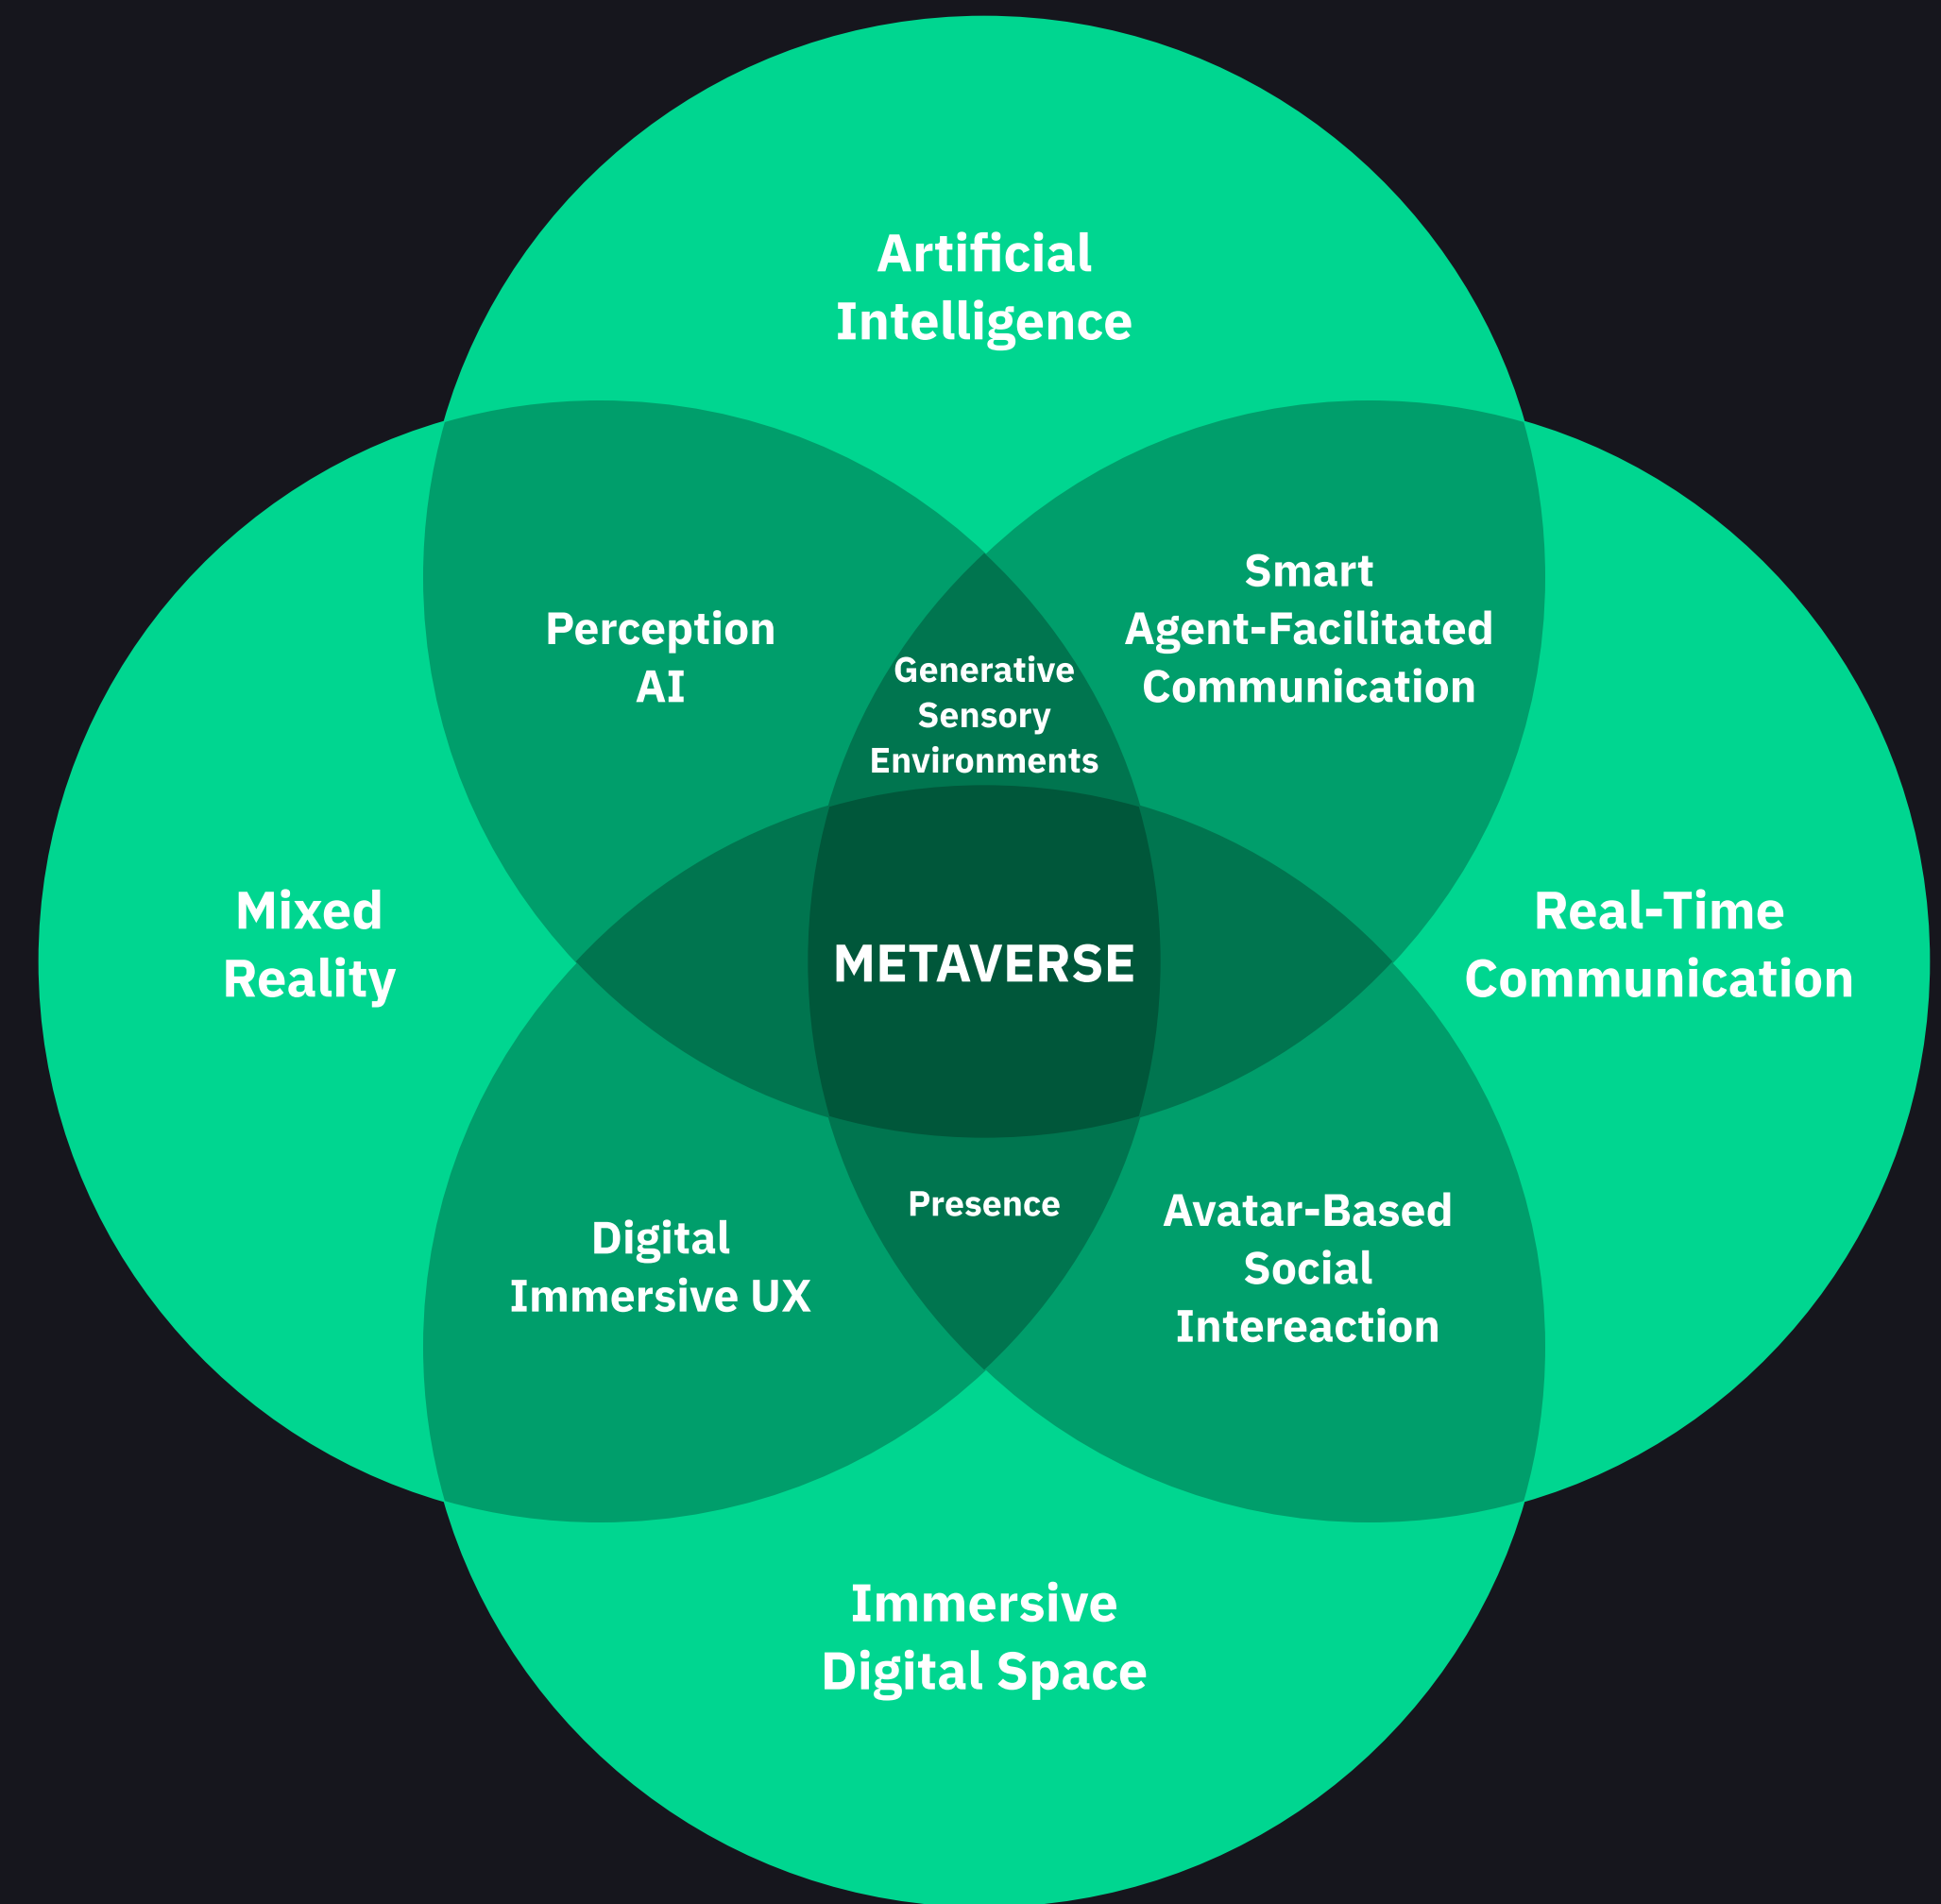 Artificial
Intelligence
Smart
Agent-Facilitated
Communication
Perception
AI
Generative
Sensory
Environments
Mixed
Reality
METAVERSE
Real-Time
Communication
Presence
Digital
Immersive UX
Avatar-Based
Social
Intereaction
Immersive
Digital Space